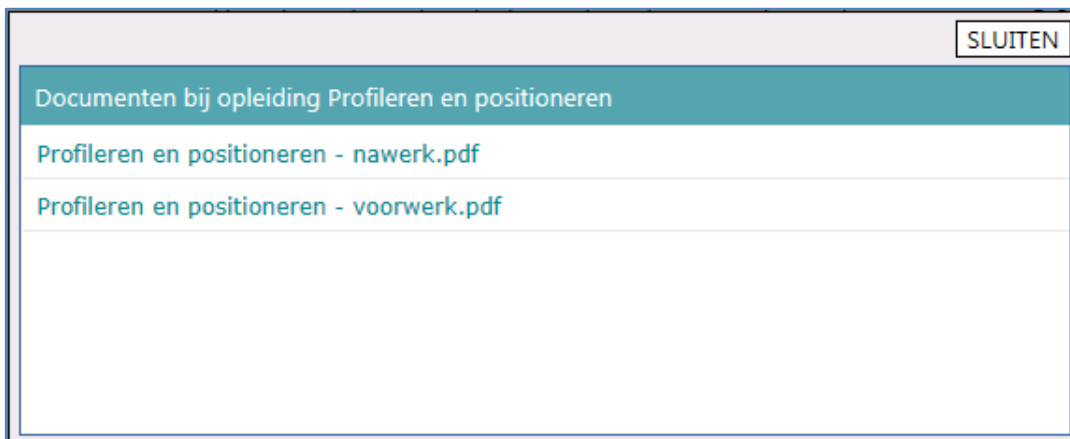 SLUITEN
Documenten bij opleiding Profileren en positioneren
Profileren en positioneren - nawerk.pdf
Profileren en positioneren - voorwerk.pdf